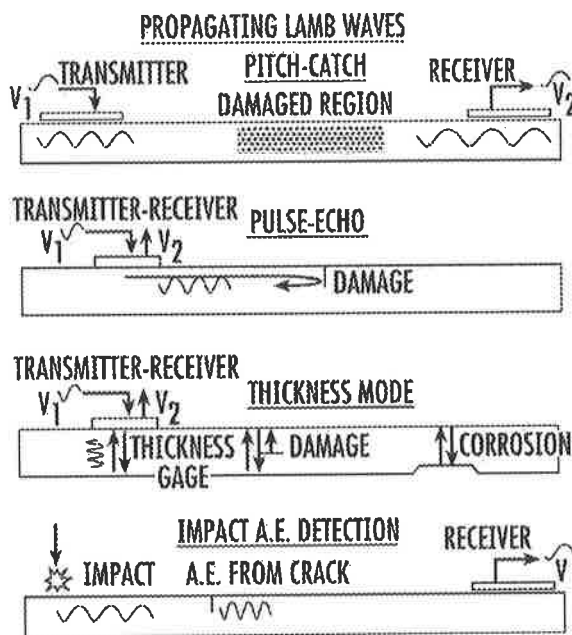 PROPAGATING LAMB WAVES
TRANSMITTER
PITCH-CATCH
RECEIVER
V1
DAMAGED REGION
V2
TRANSMITTER-RECEIVER
V1
V2
PULSE-ECHO
DAMAGE
TRANSMITTER-RECEIVER
V1
V2
THICKNESS MODE
THICKNESS
GAGE
DAMAGE
CORROSION
IMPACT A.E. DETECTION
RECEIVER
IMPACT
A.E. FROM CRACK
V